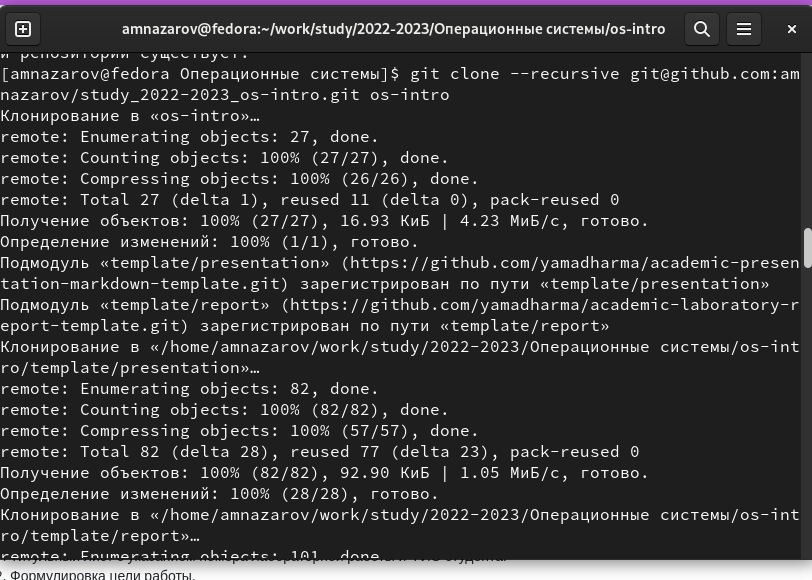 amnazarov@fedora:~/work/study/2022-2023/Операционные системы/os-intro
и репозиторий существует.
[amnazarov@fedora Операционные системы]$ git clone --recursive git@github.com:am
nazarov/study_2022-2023_os-intro.git os-intro
Клонирование в «os-intro»…
remote: Enumerating objects: 27, done.
remote: Counting objects: 100% (27/27), done.
remote: Compressing objects: 100% (26/26), done.
remote: Total 27 (delta 1), reused 11 (delta 0), pack-reused 0
Получение объектов: 100% (27/27), 16.93 КиБ | 4.23 МиБ/с, готово.
Определение изменений: 100% (1/1), готово.
Подмодуль «template/presentation» (https://github.com/yamadharma/academic-presen
tation-markdown-template.git) зарегистрирован по пути «template/presentation»
Подмодуль «template/report» (https://github.com/yamadharma/academic-laboratory-r
eport-template.git) зарегистрирован по пути «template/report»
Клонирование в «/home/amnazarov/work/study/2022-2023/Операционные системы/os-int
ro/template/presentation»…
remote: Enumerating objects: 82, done.
remote: Counting objects: 100% (82/82), done.
remote: Compressing objects: 100% (57/57), done.
remote: Total 82 (delta 28), reused 77 (delta 23), pack-reused 0
Получение объектов: 100% (82/82), 92.90 КиБ | 1.05 МиБ/с, готово.
Определение изменений: 100% (28/28), готово.
Клонирование в «/home/amnazarov/work/study/2022-2023/Операционные системы/os-int
ro/template/report»…
remote: Enumerating objects: 101, done.
2. Формулировка цели работы.